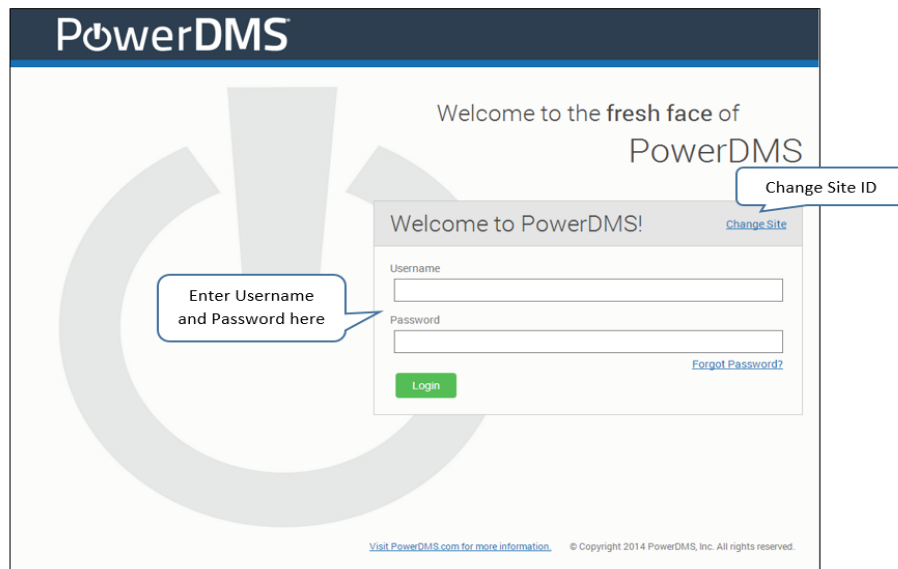 PowerDMS
Welcome to the fresh face of
PowerDMS
Change Site ID
Welcome to PowerDMS!
Change Site
Username
Enter Username
and Password here
Password
Forgot Password?
Login
Visit PowerDMS.com for more information.
© Copyright 2014 PowerDMS, Inc. All rights reserved.